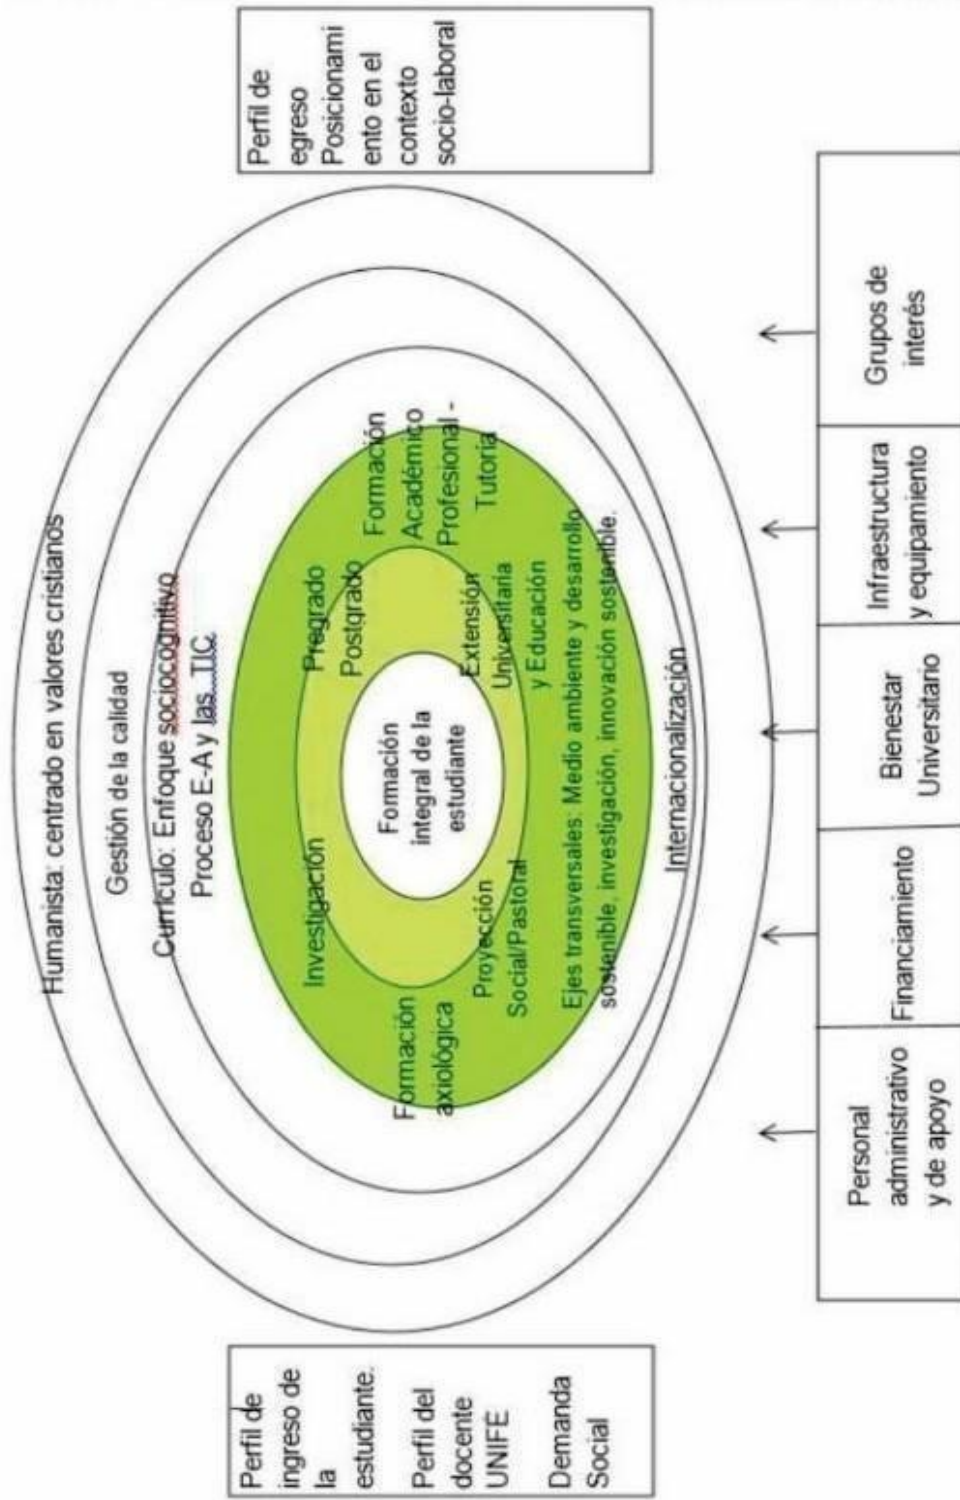 Humanista: centrado en valores cristianos
Gestión de la calidad
Currículo: Enfoque sociocognitivo
Proceso E-A y las TIC.
Perfil de
ingreso de
la
estudiante.
Perfil del
docente
UNIFE
Demanda
Social
Investigación
Pregrado
Postgrado
Formación
axiológica
Formación
integral de la
estudiante
Formación
Académico
Profesional -
Tutoría
Proyección
Social/Pastoral
Extensión
Universitaria
y Educación
Ejes transversales: Medio ambiente y desarrollo
sostenible, investigación, innovación sostenible.
Internacionalización
Perfil de
egreso
Posicionami
ento en el
contexto
socio-laboral
Personal
administrativo
y de apoyo
Financiamiento
Bienestar
Universitario
Infraestructura
y equipamiento
Grupos de
interés